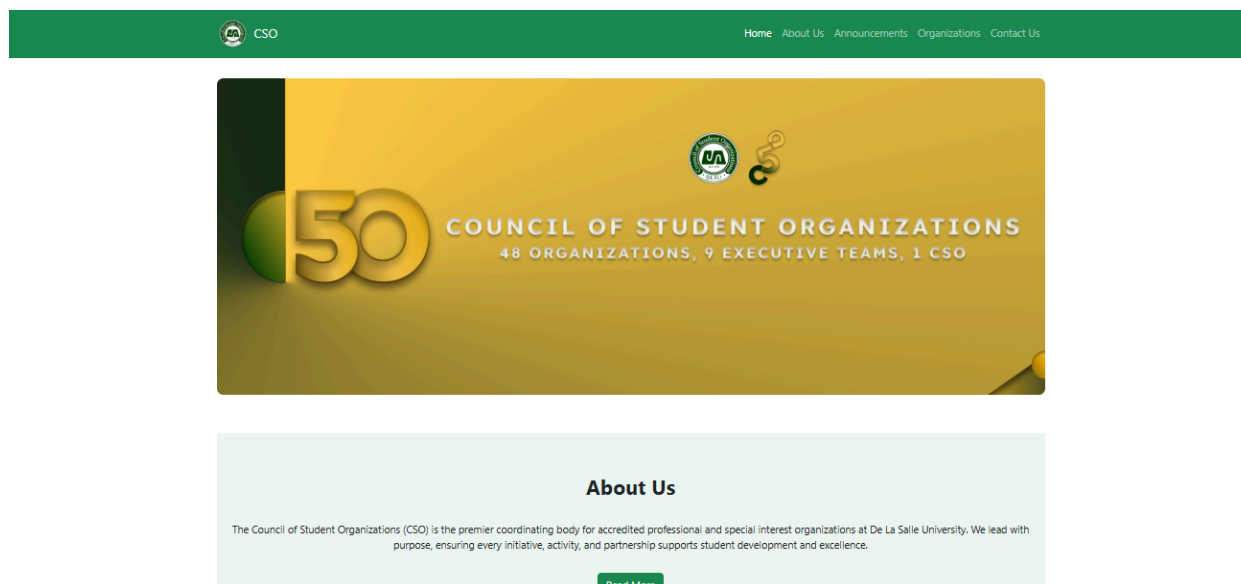 CSO
Home About Us Announcements Organizations Contact Us
50
COUNCIL OF STUDENT ORGANIZATIONS
48 ORGANIZATIONS, 9 EXECUTIVE TEAMS, 1 CSO
About Us
The Council of Student Organizations (CSO) is the premier coordinating body for accredited professional and special interest organizations at De La Salle University. We lead with
purpose, ensuring every initiative, activity, and partnership supports student development and excellence.
Read More